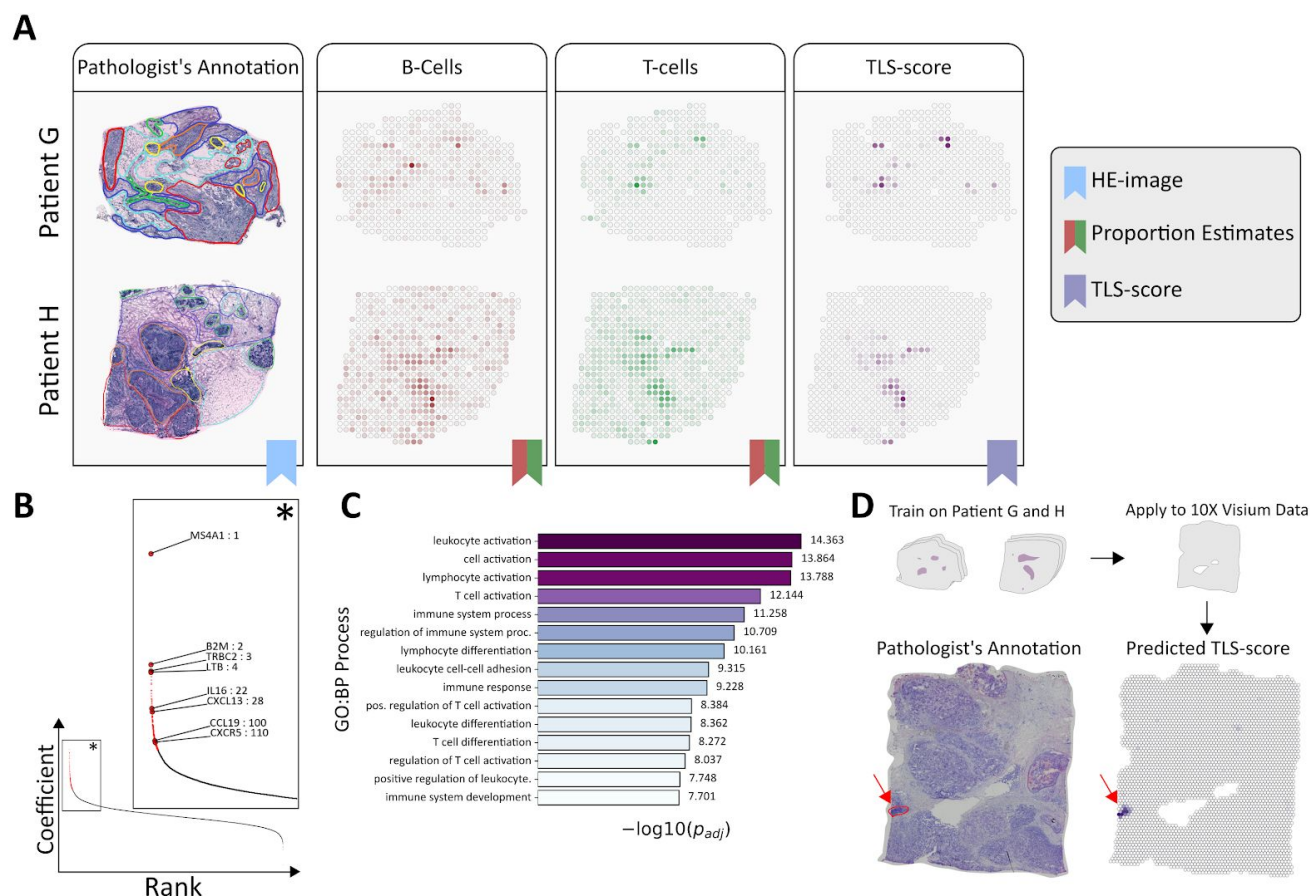 A
Pathologist's Annotation
B-Cells
T-cells
TLS-score
Patient G
Patient H
HE-image
Proportion Estimates
TLS-score
B
*
MS4A1 : 1
B2M : 2
TRBC2 : 3
LTB : 4
IL16 : 22
CXCL13 : 28
CCL19 : 100
CXCR5 : 110
*
Coefficient
Rank
C
GO:BP Process
leukocyte activation 14.363
cell activation 13.864
lymphocyte activation 13.788
T cell activation 12.144
immune system process 11.258
regulation of immune system proc. 10.709
lymphocyte differentiation 10.161
leukocyte cell-cell adhesion 9.315
immune response 9.228
pos. regulation of T cell activation 8.384
leukocyte differentiation 8.362
T cell differentiation 8.272
regulation of T cell activation 8.037
positive regulation of leukocyte. 7.748
immune system development 7.701
−log10(p_adj)
D
Train on Patient G and H
Apply to 10X Visium Data
Pathologist's Annotation
Predicted TLS-score